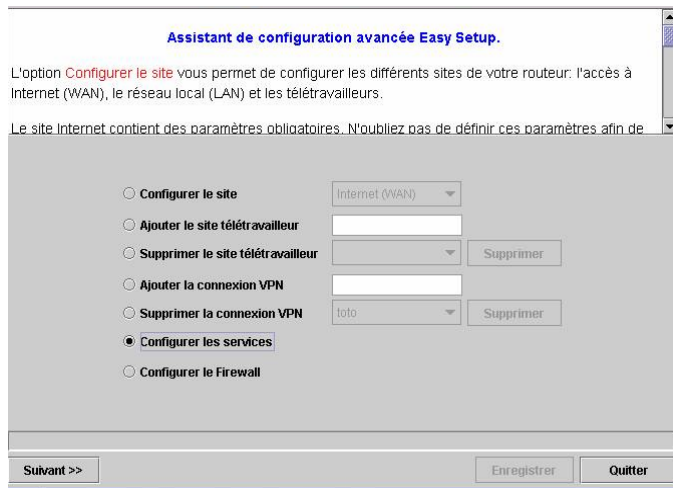 Assistant de configuration avancée Easy Setup.
L'option Configurer le site vous permet de configurer les différents sites de votre routeur: l'accès à
Internet (WAN), le réseau local (LAN) et les télétravailleurs.
Le site Internet contient des paramètres obligatoires. N'oubliez pas de définir ces paramètres afin de
Configurer le site Internet (WAN)
Ajouter le site télétravailleur
Supprimer le site télétravailleur Supprimer
Ajouter la connexion VPN
Supprimer la connexion VPN toto Supprimer
Configurer les services
Configurer le Firewall
Suivant >> Enregistrer Quitter